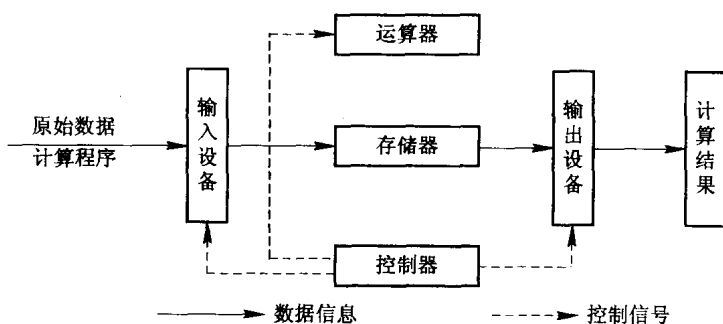 运算器
原始数据
计算程序
输入设备
存储器
输出设备
计算结果
控制器
数据信息
控制信号